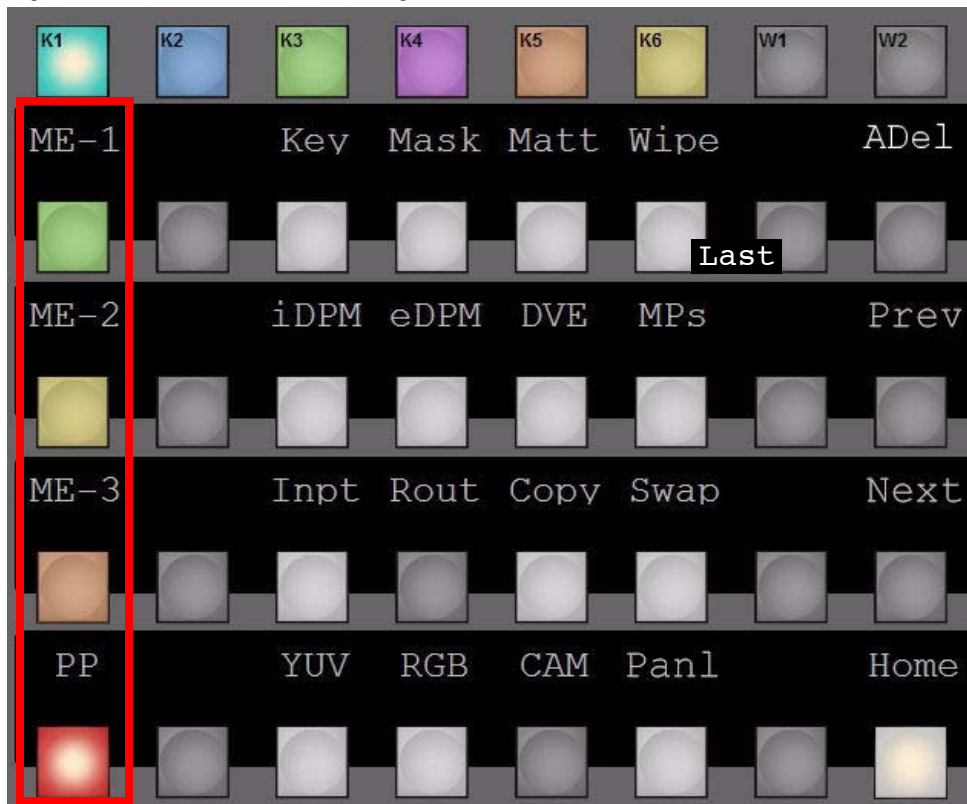 K1 K2 K3 K4 K5 K6 W1 W2
ME-1 Key Mask Matt Wipe ADel
Last
ME-2 iDPM eDPM DVE MPs Prev
ME-3 Inpt Rout Copy Swap Next
PP YUV RGB CAM Panl Home